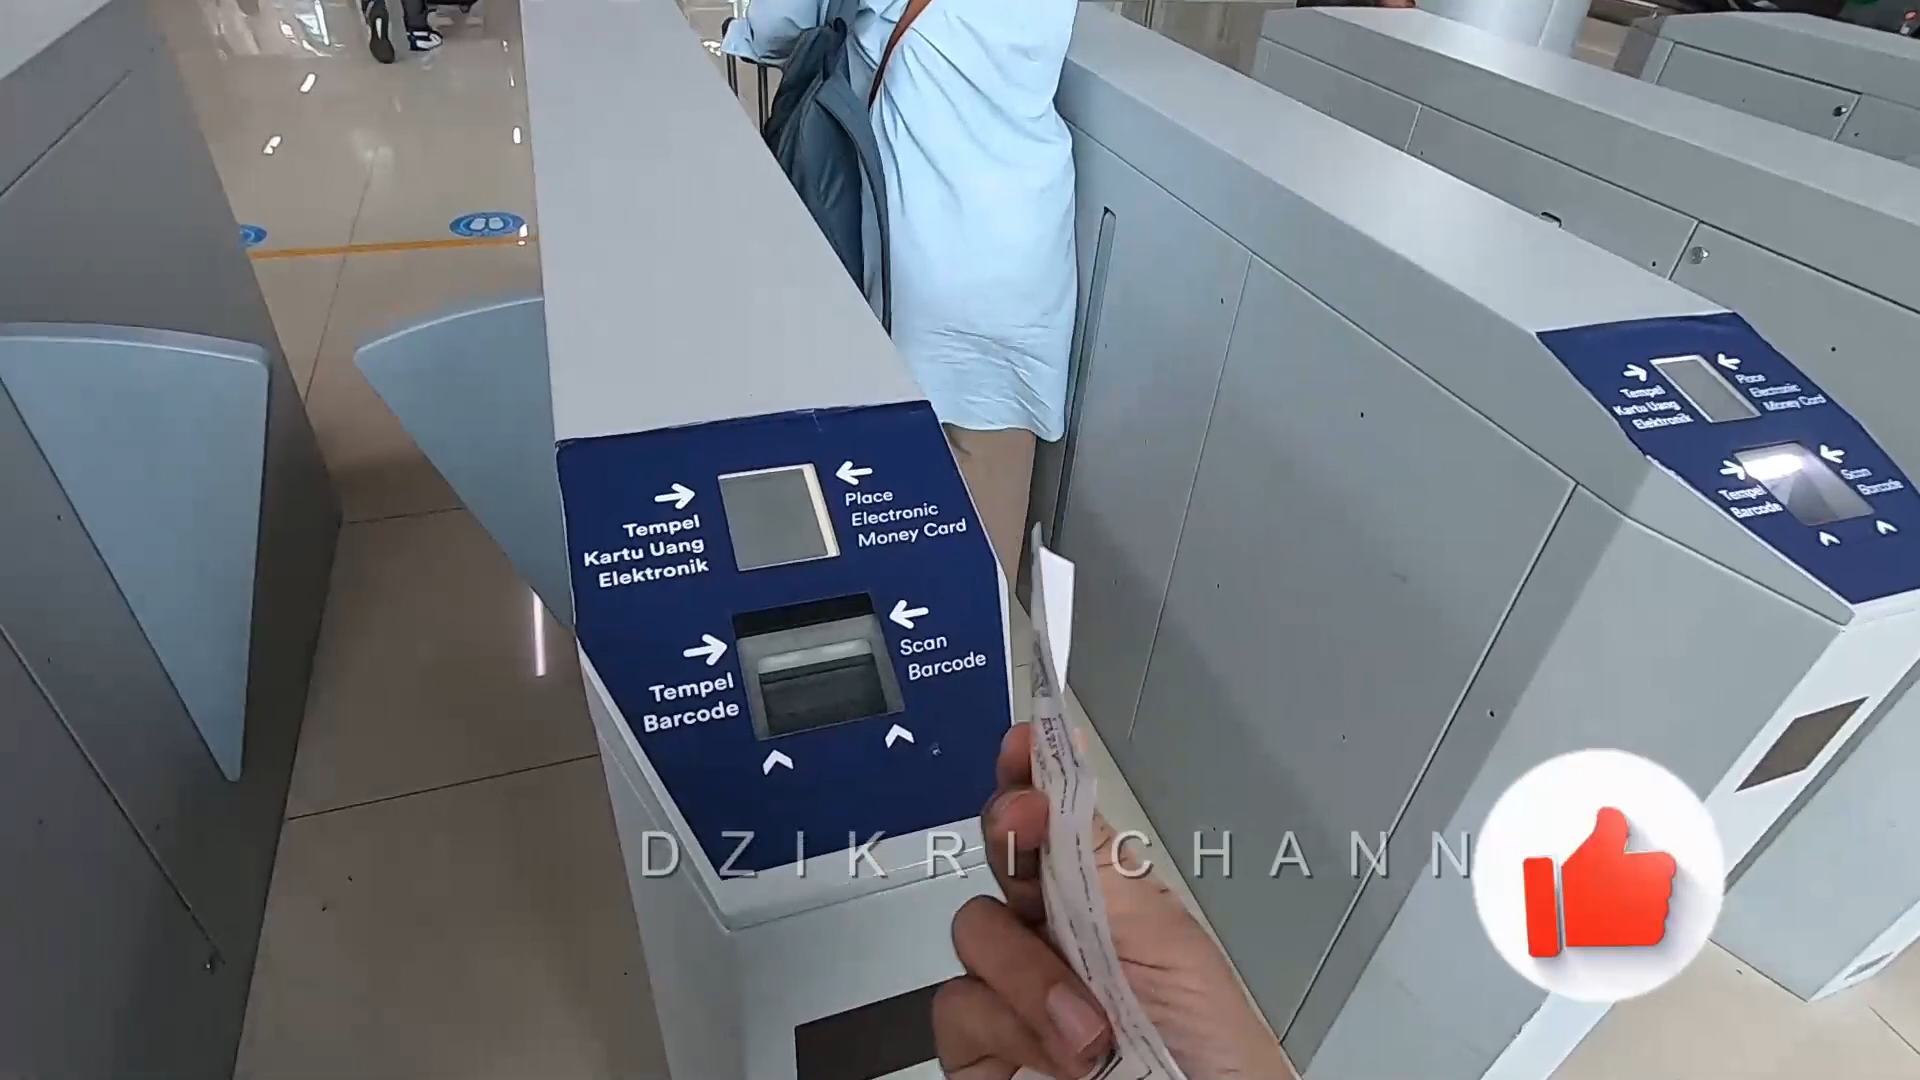 Tempel
Kartu Uang
Elektronik
Place
Electronic
Money Card
Tempel
Barcode
Scan
Barcode
Tempel
Kartu Uang
Elektronik
Place
Electronic
Money Card
Tempel
Barcode
Scan
Barcode
DZIKRI CHANN